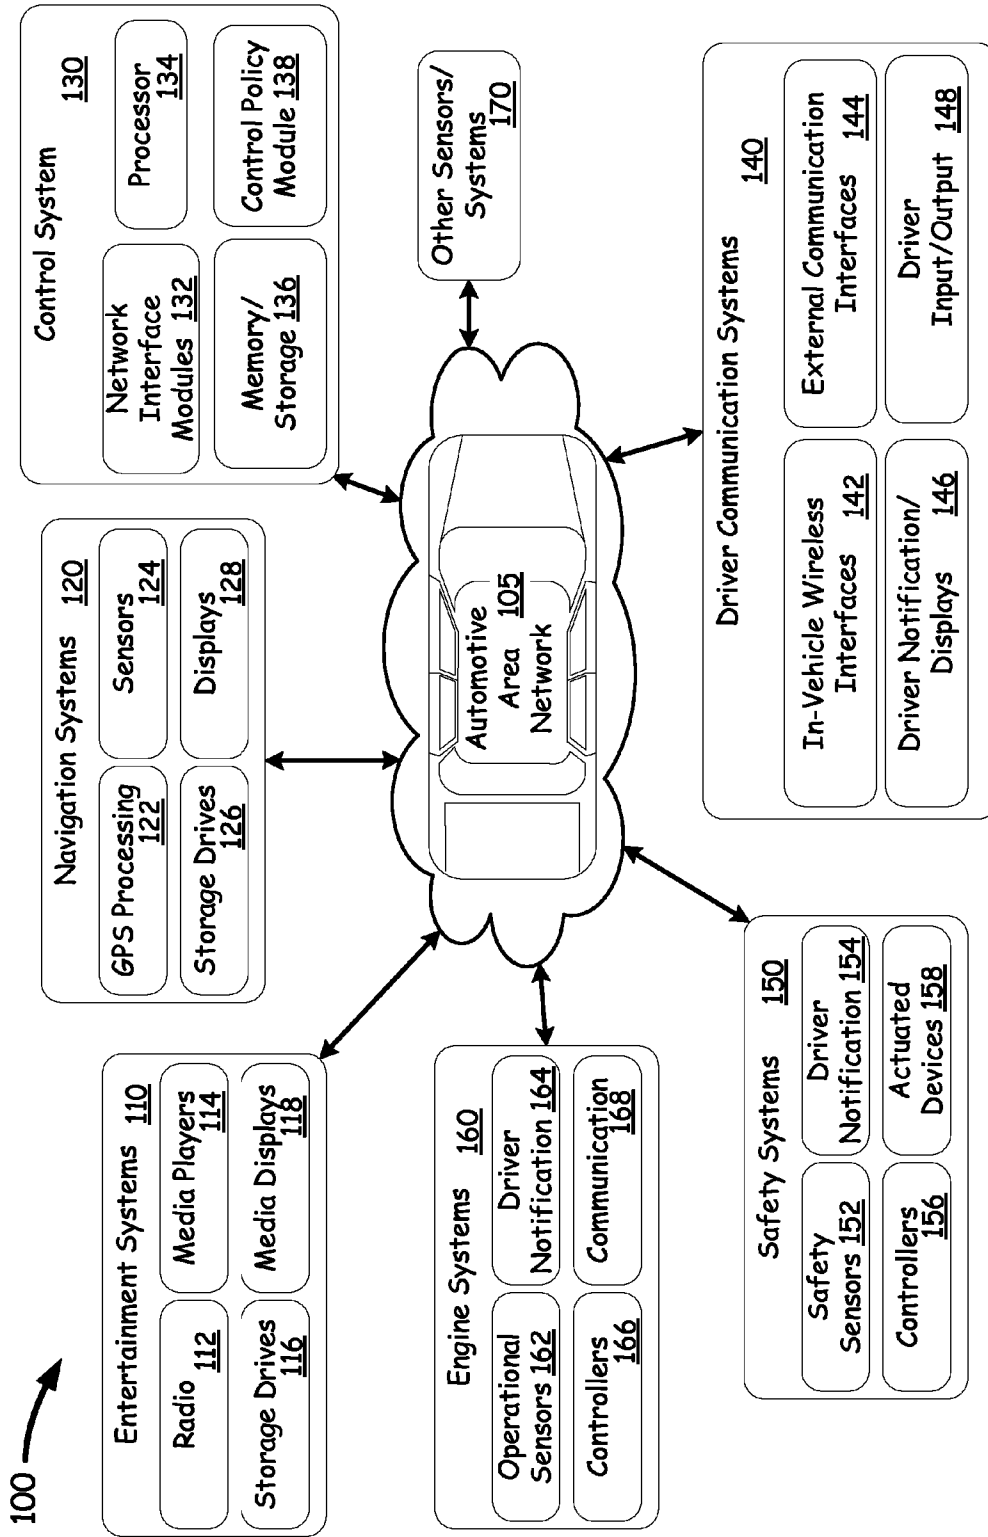 100
Entertainment Systems 110
Radio
112
Media Players
114
Storage Drives
116
Media Displays
118
Navigation Systems 120
GPS Processing
122
Sensors
124
Storage Drives
126
Displays
128
Control System 130
Network
Interface
Modules 132
Processor
134
Memory/
Storage 136
Control Policy
Module 138
Engine Systems 160
Operational
Sensors 162
Driver
Notification 164
Controllers
166
Communication
168
Automotive
Area 105
Network
Other Sensors/
Systems
170
Safety Systems 150
Safety
Sensors 152
Driver
Notification 154
Controllers
156
Actuated
Devices 158
Driver Communication Systems 140
In-Vehicle Wireless
Interfaces 142
External Communication
Interfaces 144
Driver Notification/
Displays 146
Driver
Input/Output 148